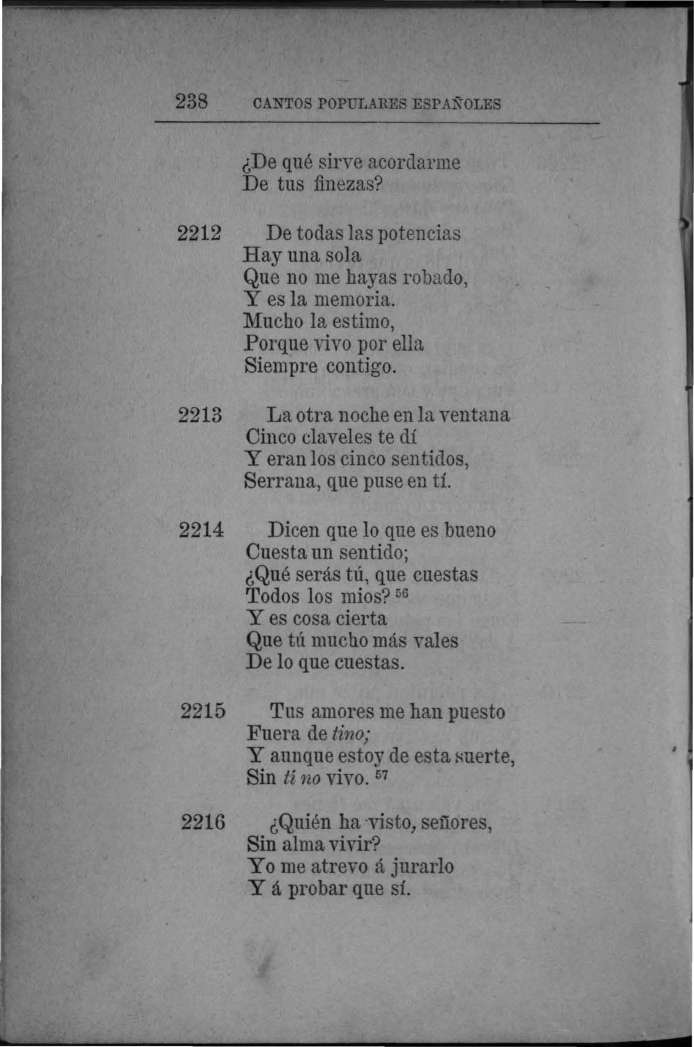 238 CANTOS POPULARES ESPAÑOLES
¿De qué sirve acordarme
De tus finezas?
2212 De todas las potencias
Hay una sola
Que no me hayas robado,
Y es la memoria.
Mucho la estimo,
Porque vivo por ella
Siempre contigo.
2213 La otra noche en la ventana
Cinco claveles te dí
Y eran los cinco sentidos,
Serrana, que puse en tí.
2214 Dicen que lo que es bueno
Cuesta un sentido;
¿Qué serás tú, que cuestas
Todos los mios? 56
Y es cosa cierta
Que tú mucho más vales
De lo que cuestas.
2215 Tus amores me han puesto
Fuera de tino;
Y aunque estoy de esta suerte,
Sin ti no vivo. 57
2216 ¿Quién ha visto, señores,
Sin alma vivir?
Yo me atrevo á jurarlo
Y á probar que sí.